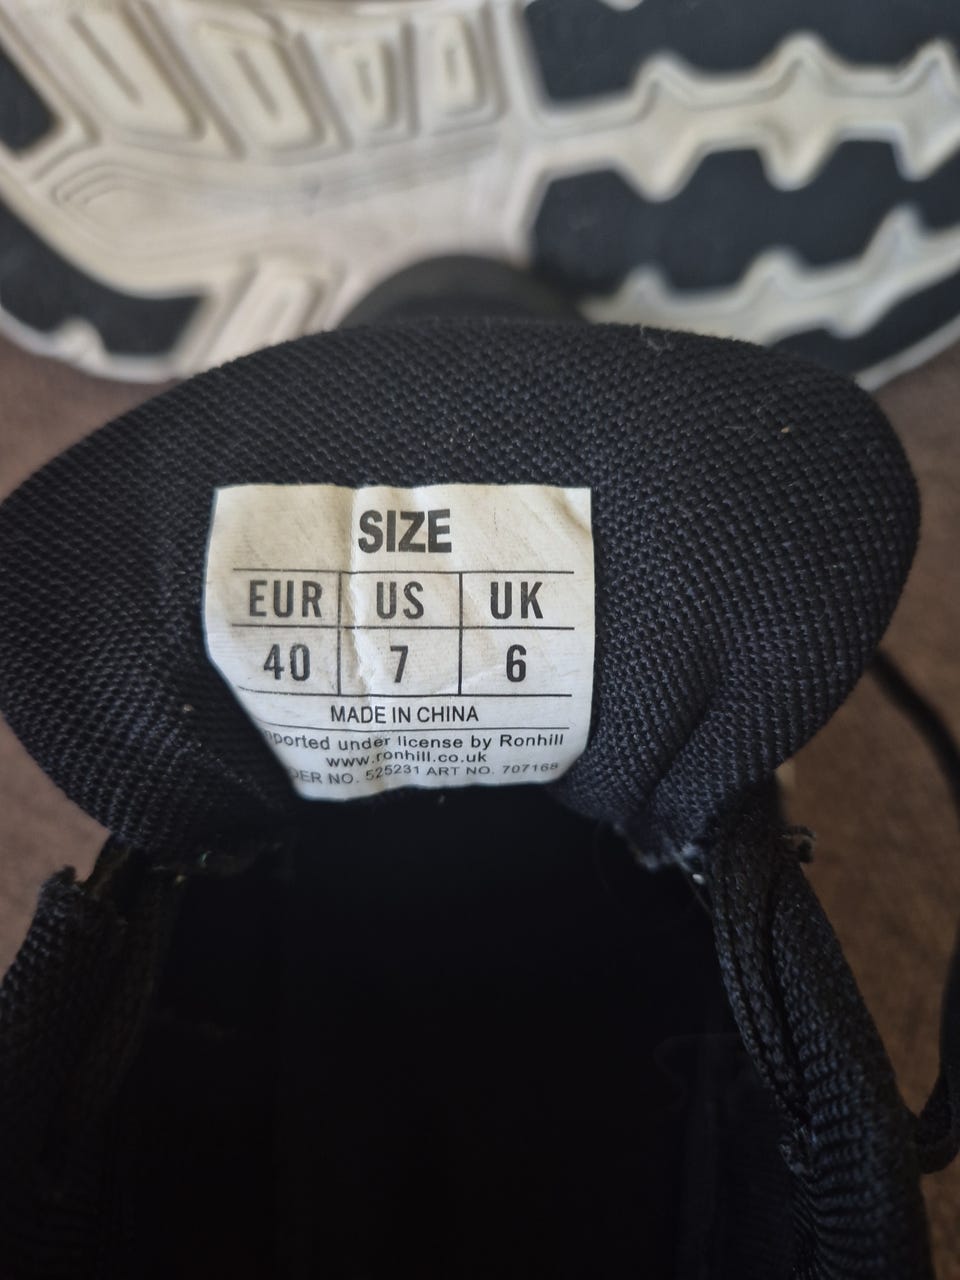 SIZE
EUR US UK
40 7 6
MADE IN CHINA
under license by Ronhill
www.ronhill.co.uk
NO. 525231 ART NO. 707168